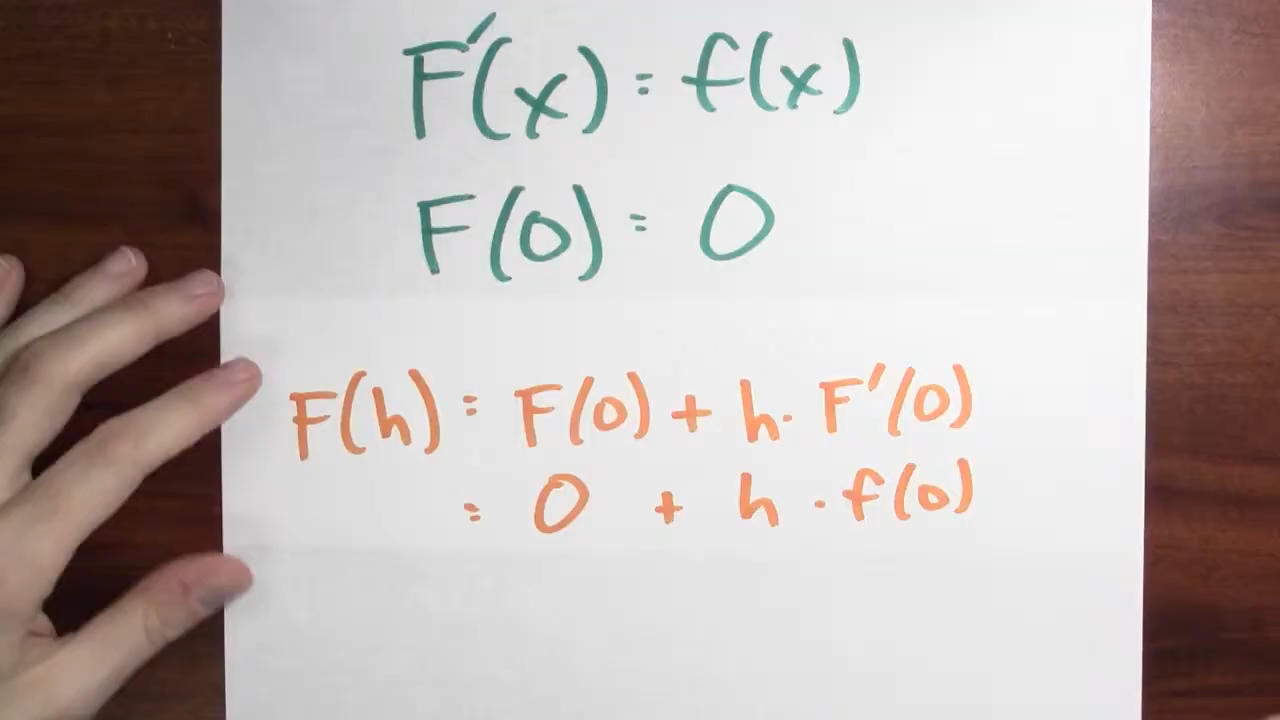 F'(x) = f(x)
F(0) = 0
F(h) = F(0) + h · F'(0)
= 0 + h · f(0)